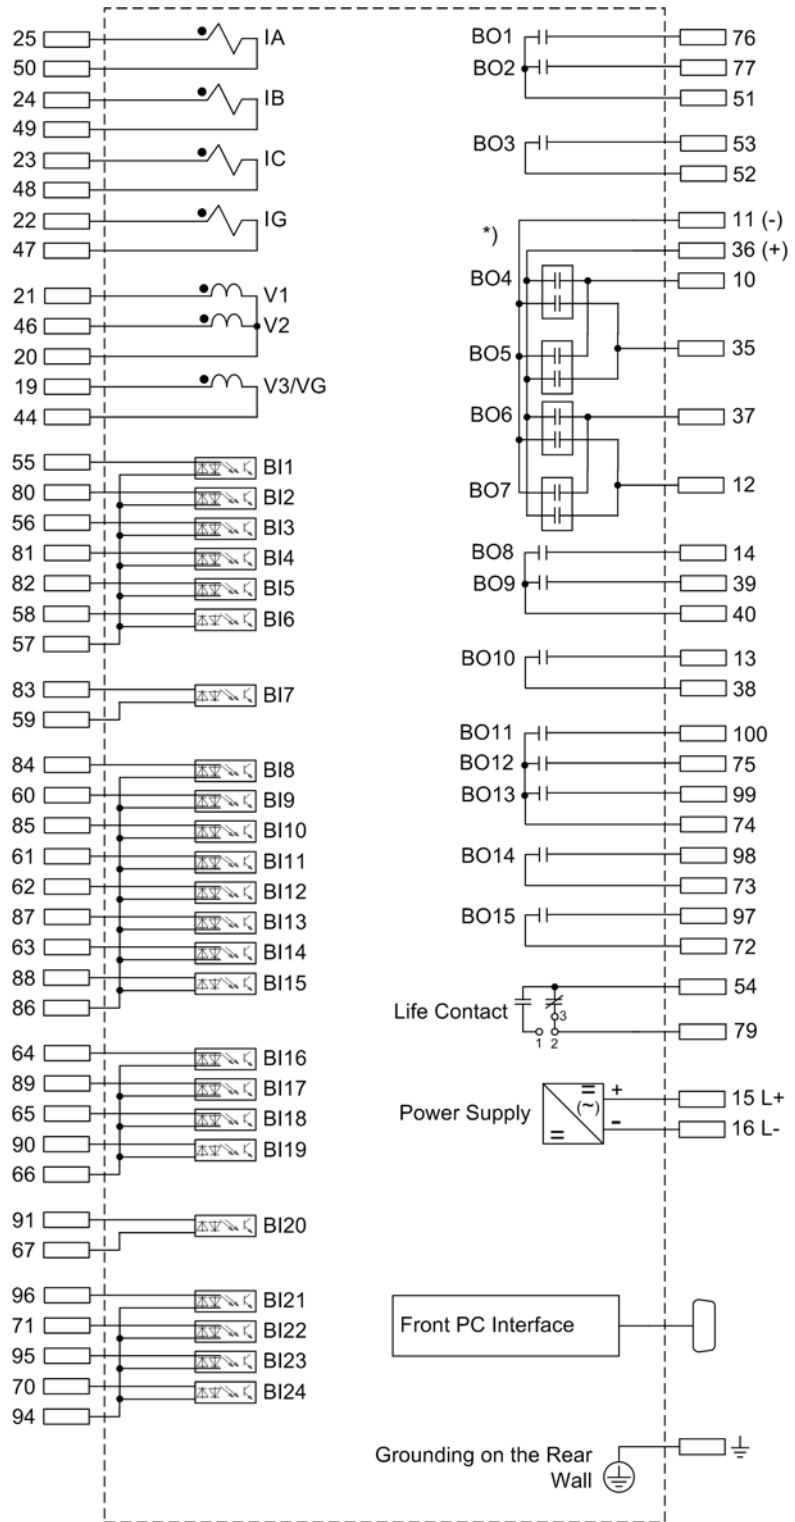 25 IA
50
24 IB
49
23 IC
48
22 IG
47
21 V1
46 V2
20
19 V3/VG
44
55 BI1
80 BI2
56 BI3
81 BI4
82 BI5
58 BI6
57
83 BI7
59
84 BI8
60 BI9
85 BI10
61 BI11
62 BI12
87 BI13
63 BI14
88 BI15
86
64 BI16
89 BI17
65 BI18
90 BI19
66
91 BI20
67
96 BI21
71 BI22
95 BI23
70 BI24
94
BO1 76
BO2 77
51
BO3 53
52
11 (-)
*)
36 (+)
BO4 10
BO5 35
BO6 37
BO7 12
BO8 14
BO9 39
40
BO10 13
38
BO11 100
BO12 75
BO13 99
74
BO14 98
73
BO15 97
72
54
Life Contact
3
1 2
79
Power Supply
= + 15 L+
(~)
= - 16 L-
Front PC Interface
Grounding on the Rear
Wall